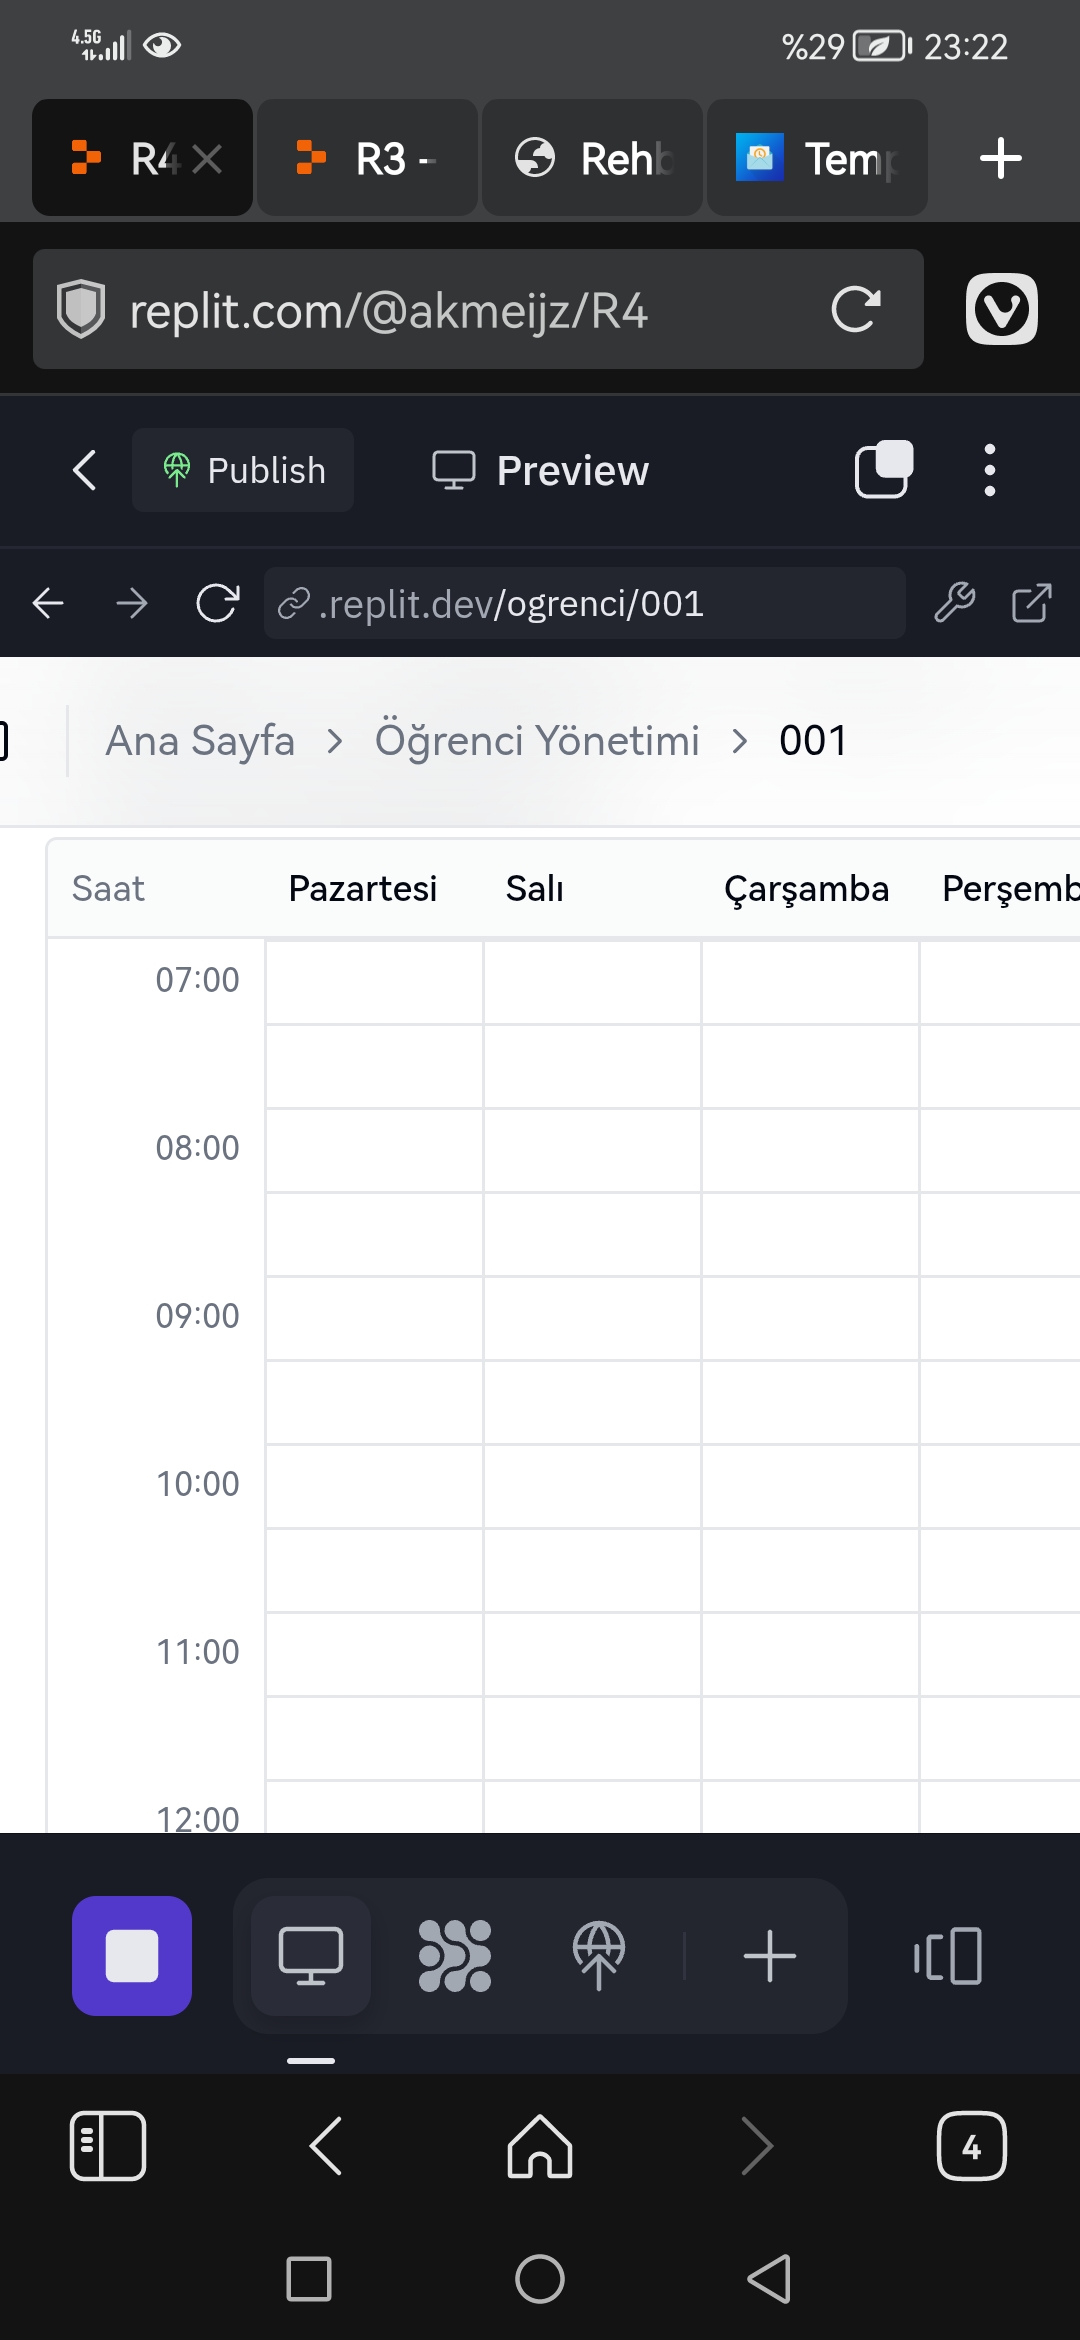 4.5G %29 23:22
R4 R3 - Rehb Temp
replit.com/@akmeijz/R4
Publish Preview
.replit.dev/ogrenci/001
Ana Sayfa > Öğrenci Yönetimi > 001
Saat Pazartesi Salı Çarşamba Perşemb
07:00
08:00
09:00
10:00
11:00
12:00
4